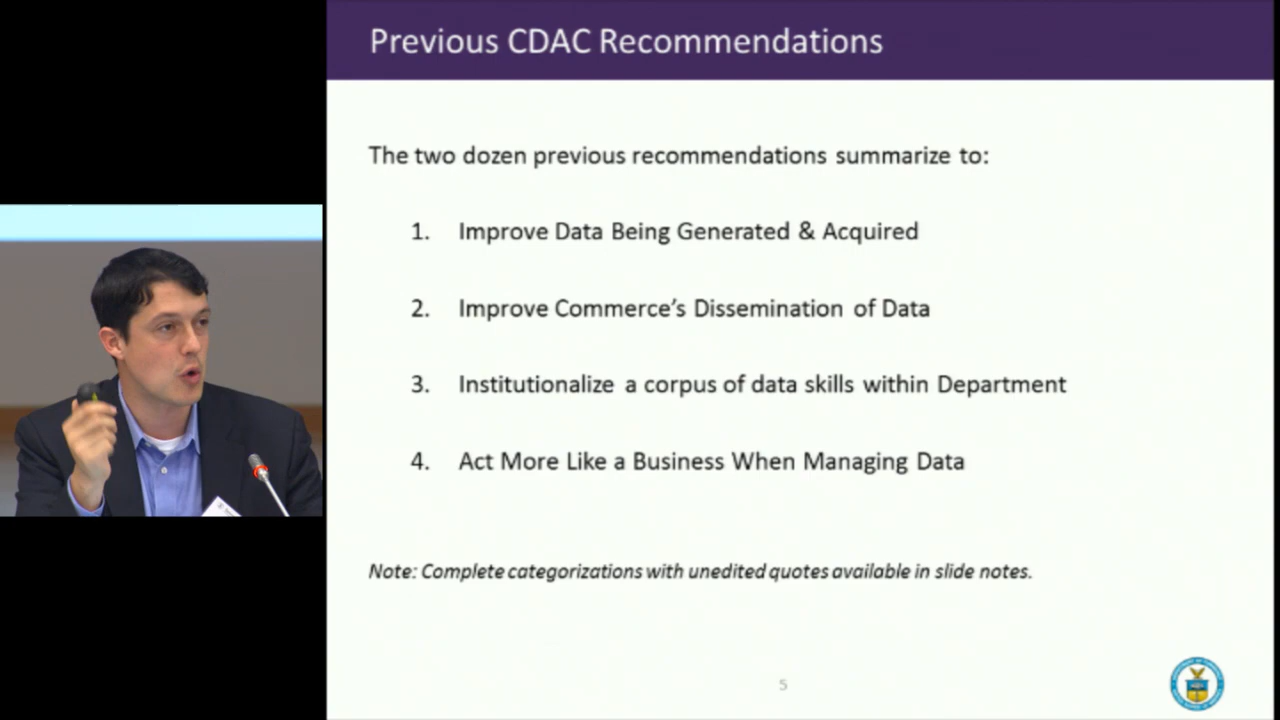 Previous CDAC Recommendations
The two dozen previous recommendations summarize to:
1. Improve Data Being Generated & Acquired
2. Improve Commerce's Dissemination of Data
3. Institutionalize a corpus of data skills within Department
4. Act More Like a Business When Managing Data
Note: Complete categorizations with unedited quotes available in slide notes.
5